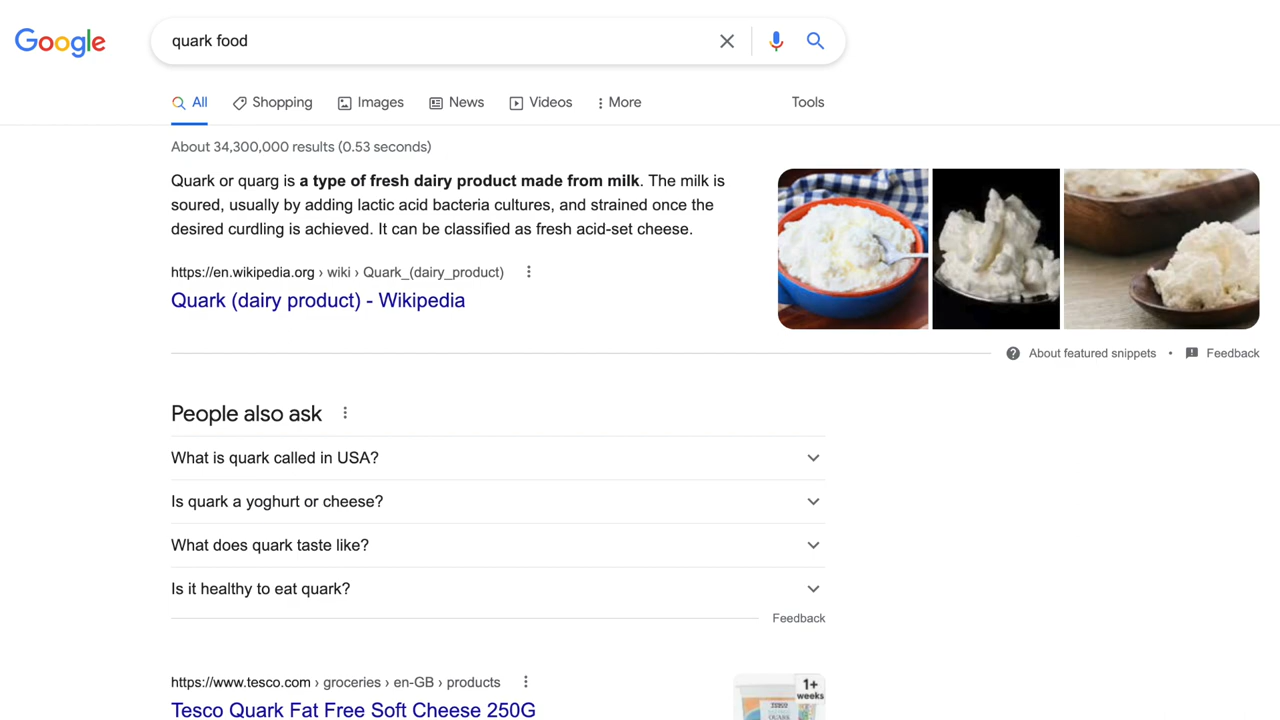 Google
quark food
All
Shopping
Images
News
Videos
More
Tools
About 34,300,000 results (0.53 seconds)
Quark or quarg is a type of fresh dairy product made from milk. The milk is
soured, usually by adding lactic acid bacteria cultures, and strained once the
desired curdling is achieved. It can be classified as fresh acid-set cheese.
https://en.wikipedia.org › wiki › Quark_(dairy_product)
Quark (dairy product) - Wikipedia
About featured snippets • Feedback
People also ask
What is quark called in USA?
Is quark a yoghurt or cheese?
What does quark taste like?
Is it healthy to eat quark?
Feedback
https://www.tesco.com › groceries › en-GB › products
Tesco Quark Fat Free Soft Cheese 250G
1+
weeks
TESCO
QUARK